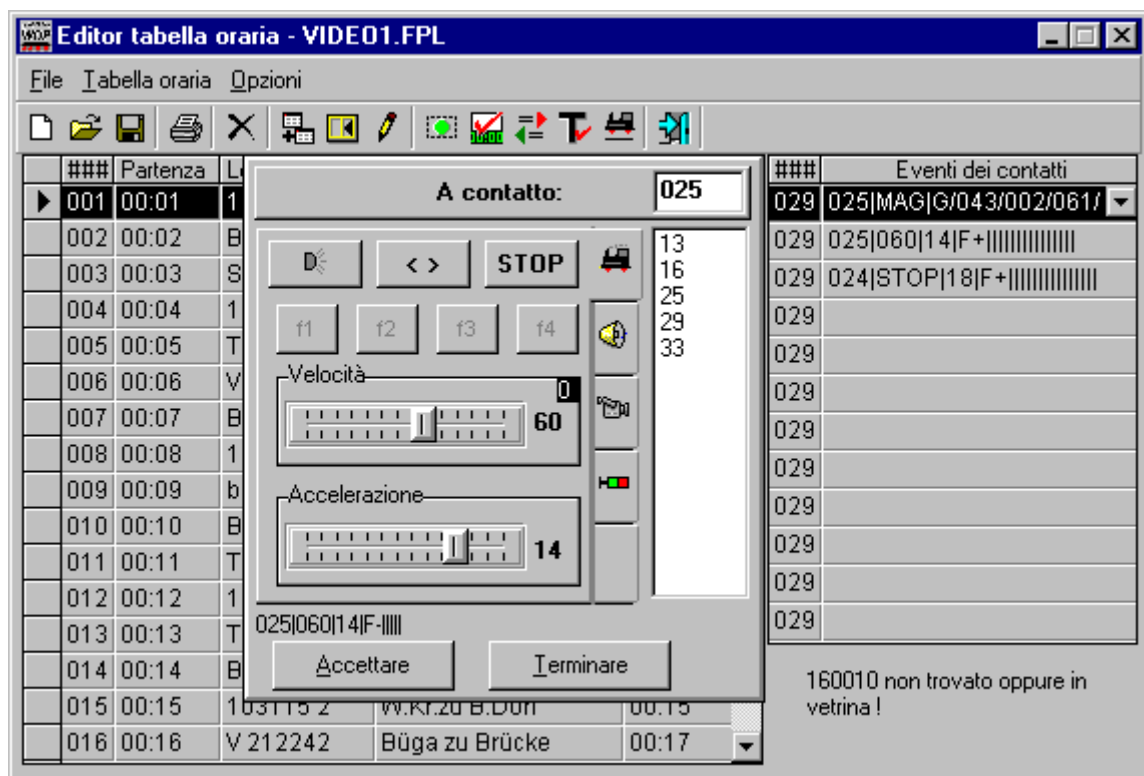 Editor tabella oraria - VIDEO1.FPL
File Tabella oraria Opzioni
### Partenza L
001 00:01 1
002 00:02 B
003 00:03 S
004 00:04 1
005 00:05 T
006 00:06 V
007 00:07 B
008 00:08 1
009 00:09 b
010 00:10 B
011 00:11 T
012 00:12 1
013 00:13 T
014 00:14 B
015 00:15 103115 2 W.Kr.zu B.Dorf 00:15
016 00:16 V 212242 Büga zu Brücke 00:17
A contatto: 025
D < > STOP
f1 f2 f3 f4
Velocità
0
60
Accelerazione
14
13
16
25
29
33
025|060|14|F-|||||
Accettare Terminare
### Eventi dei contatti
029 025|MAG|G/043/002/061/
029 025|060|14|F+|||||||||||||||
029 024|STOP|18|F+|||||||||||||||
029
029
029
029
029
029
029
029
029
160010 non trovato oppure in
vetrina !